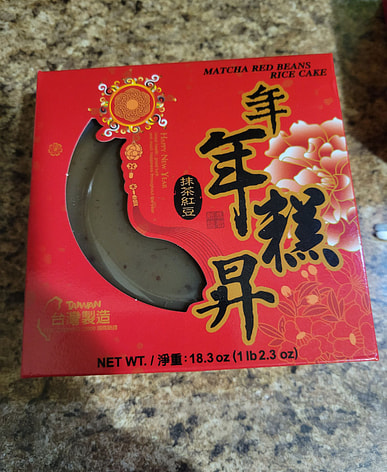 MATCHA RED BEANS
RICE CAKE
年年糕昇
HAPPY NEW YEAR
抹茶紅豆
TAIWAN
台灣製造
NET WT. / 淨重: 18.3 oz (1 lb 2.3 oz)